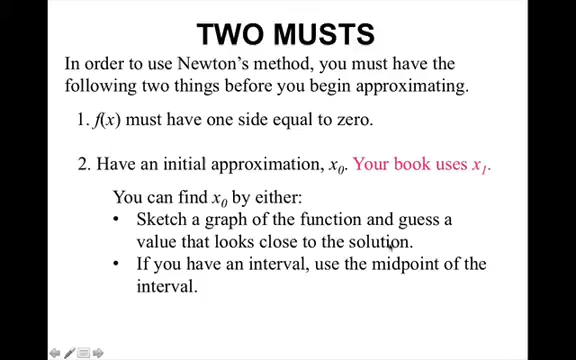 TWO MUSTS
In order to use Newton's method, you must have the
following two things before you begin approximating.
1. f(x) must have one side equal to zero.
2. Have an initial approximation, x₀. Your book uses x₁.
You can find x₀ by either:
• Sketch a graph of the function and guess a
value that looks close to the solution.
• If you have an interval, use the midpoint of the
interval.